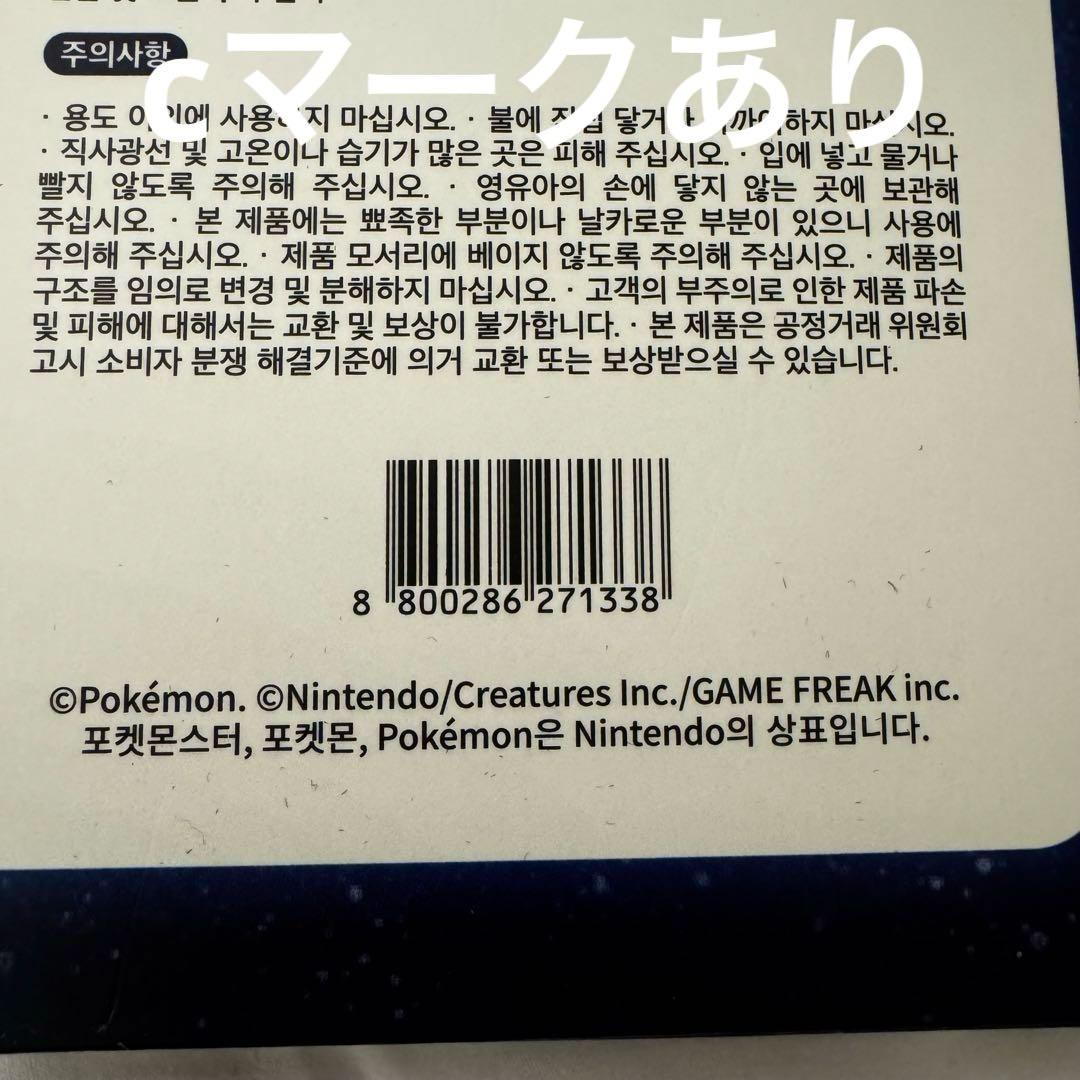 cマークあり
주의사항
· 용도 이외에 사용하지 마십시오. · 불에 직접 닿거나 하지 마십시오.
· 직사광선 및 고온이나 습기가 많은 곳은 피해 주십시오. · 입에 넣고 물거나
빨지 않도록 주의해 주십시오. · 영유아의 손에 닿지 않는 곳에 보관해
주십시오. · 본 제품에는 뾰족한 부분이나 날카로운 부분이 있으니 사용에
주의해 주십시오. · 제품 모서리에 베이지 않도록 주의해 주십시오. · 제품의
구조를 임의로 변경 및 분해하지 마십시오. · 고객의 부주의로 인한 제품 파손
및 피해에 대해서는 교환 및 보상이 불가합니다. · 본 제품은 공정거래 위원회
고시 소비자 분쟁 해결기준에 의거 교환 또는 보상받으실 수 있습니다.
8 800286 271338
©Pokémon. ©Nintendo/Creatures Inc./GAME FREAK inc.
포켓몬스터, 포켓몬, Pokémon은 Nintendo의 상표입니다.